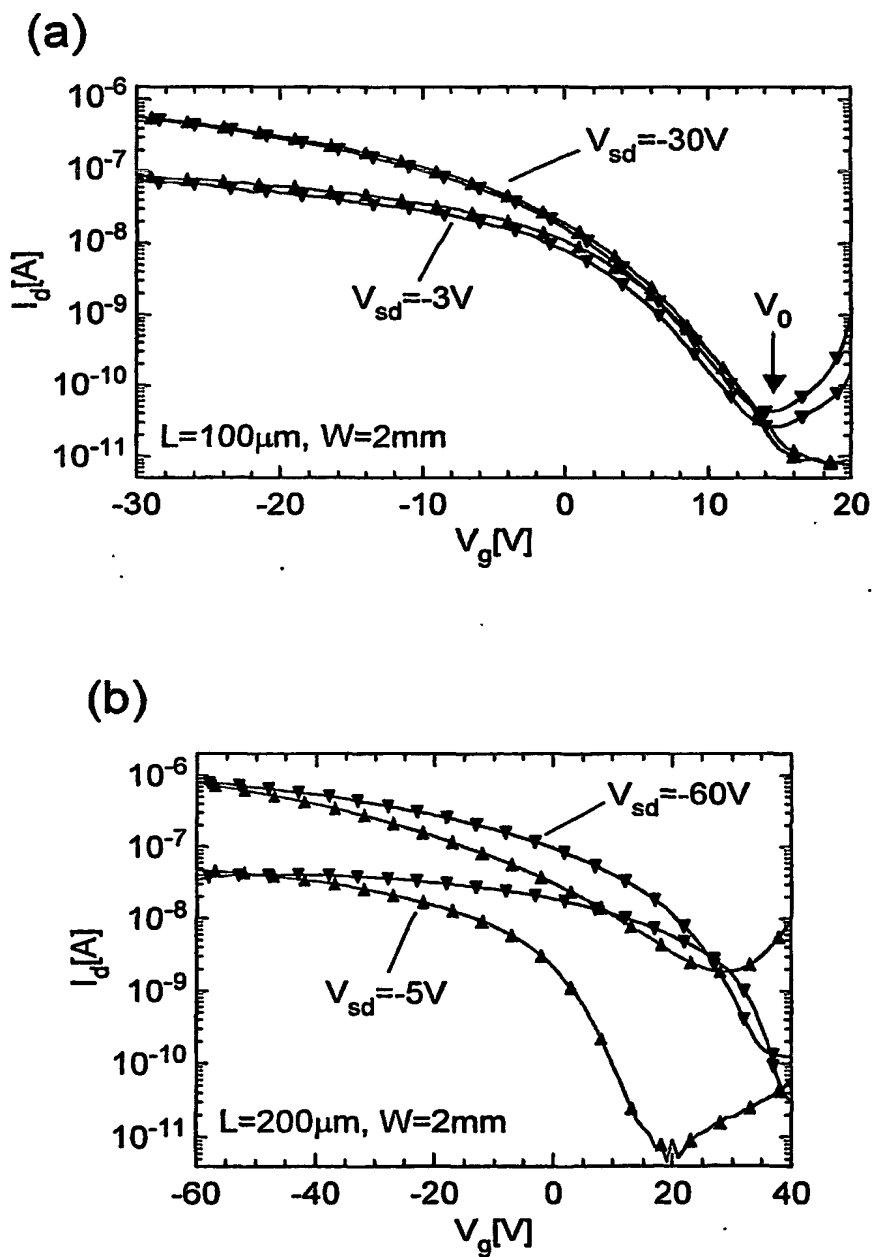 (a)
10⁻⁶
10⁻⁷
10⁻⁸
10⁻⁹
10⁻¹⁰
10⁻¹¹
I_d[A]
V_sd=-30V
V_sd=-3V
V_0
L=100μm, W=2mm
-30 -20 -10 0 10 20
V_g[V]
(b)
10⁻⁶
10⁻⁷
10⁻⁸
10⁻⁹
10⁻¹⁰
10⁻¹¹
I_d[A]
V_sd=-60V
V_sd=-5V
L=200μm, W=2mm
-60 -40 -20 0 20 40
V_g[V]